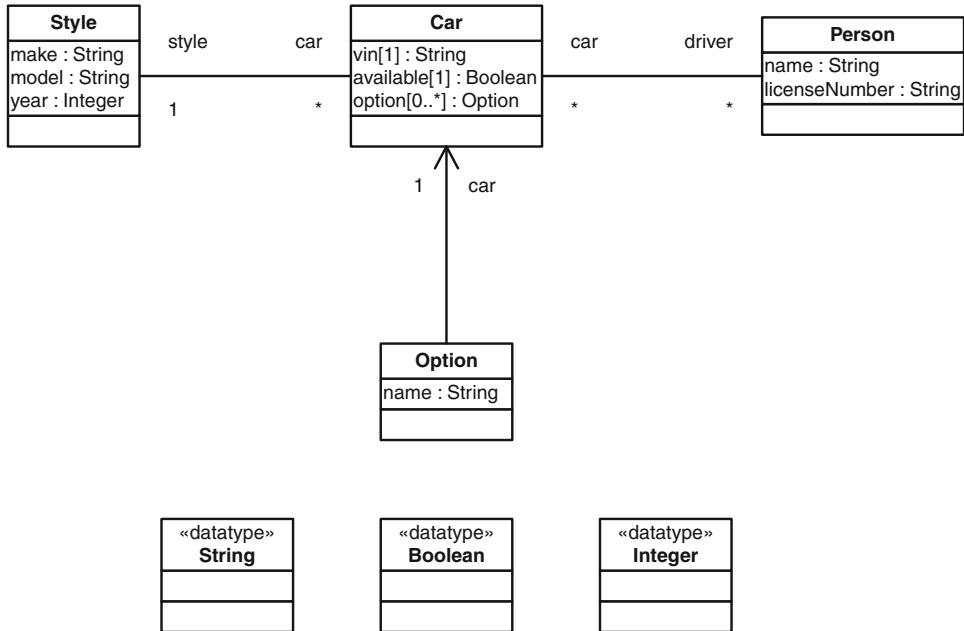 Style
make : String
model : String
year : Integer
style
car
1
*
Car
vin[1] : String
available[1] : Boolean
option[0..*] : Option
car
driver
*
*
Person
name : String
licenseNumber : String
1
car
Option
name : String
«datatype»
String
«datatype»
Boolean
«datatype»
Integer